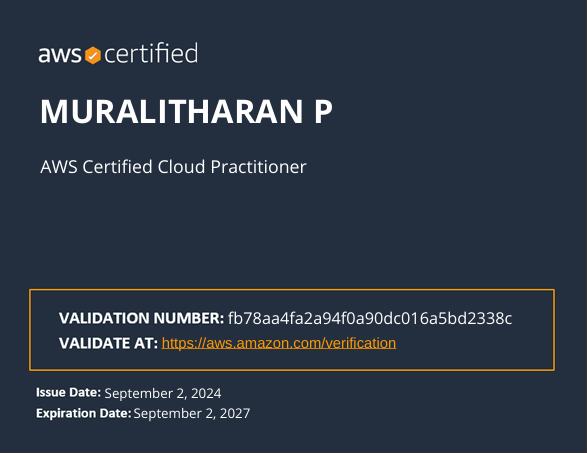 aws certified
MURALITHARAN P
AWS Certified Cloud Practitioner
VALIDATION NUMBER: fb78aa4fa2a94f0a90dc016a5bd2338c
VALIDATE AT: https://aws.amazon.com/verification
Issue Date: September 2, 2024
Expiration Date: September 2, 2027